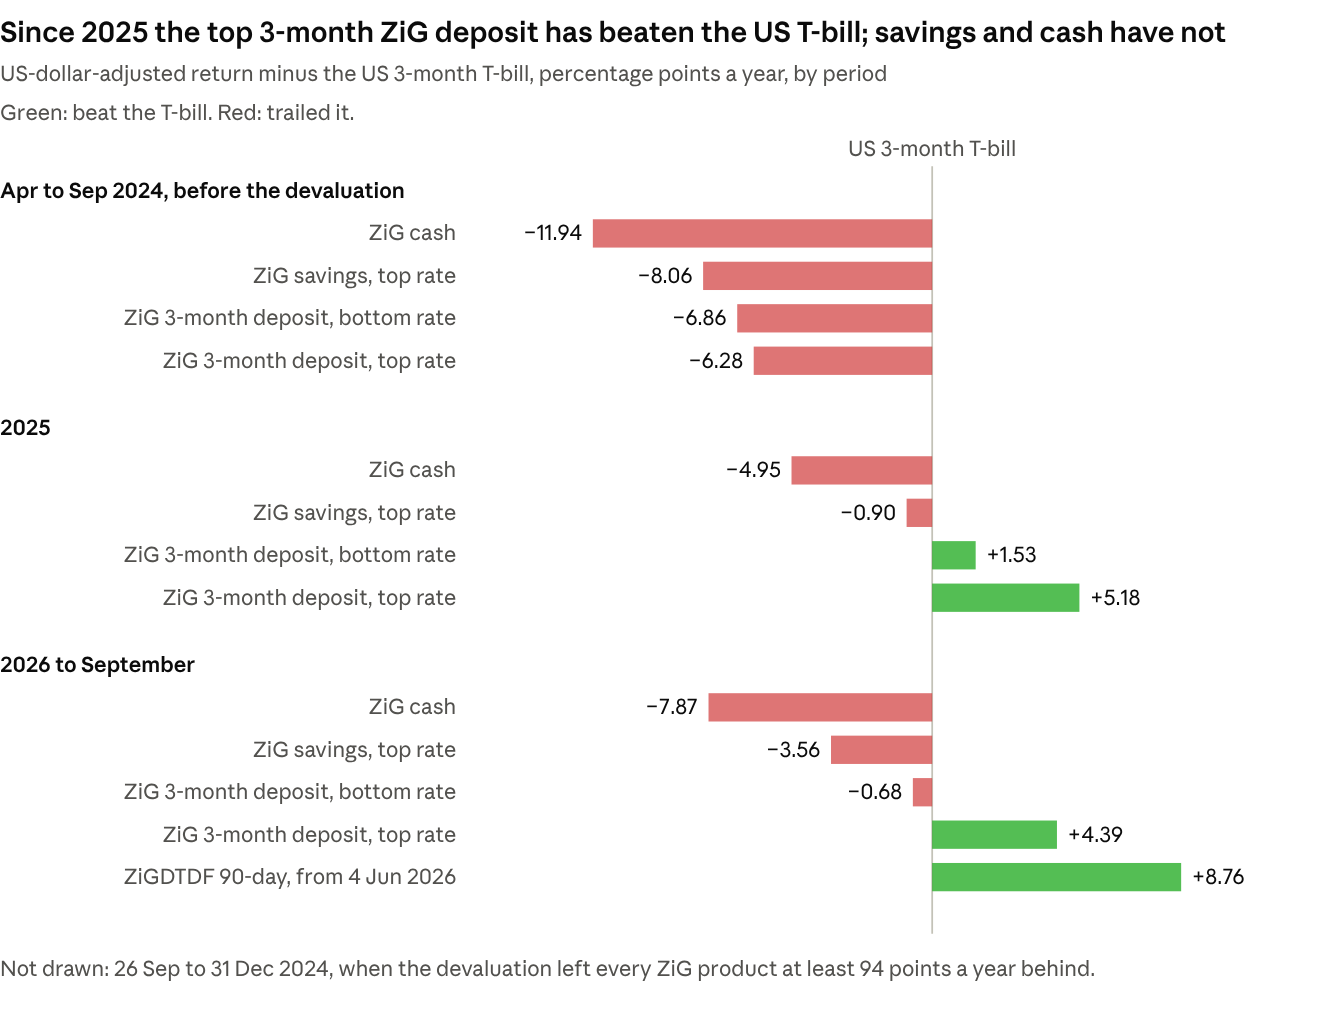 Since 2025 the top 3-month ZiG deposit has beaten the US T-bill; savings and cash have not
US-dollar-adjusted return minus the US 3-month T-bill, percentage points a year, by period
Green: beat the T-bill. Red: trailed it.
US 3-month T-bill
Apr to Sep 2024, before the devaluation
ZiG cash −11.94
ZiG savings, top rate −8.06
ZiG 3-month deposit, bottom rate −6.86
ZiG 3-month deposit, top rate −6.28
2025
ZiG cash −4.95
ZiG savings, top rate −0.90
ZiG 3-month deposit, bottom rate +1.53
ZiG 3-month deposit, top rate +5.18
2026 to September
ZiG cash −7.87
ZiG savings, top rate −3.56
ZiG 3-month deposit, bottom rate −0.68
ZiG 3-month deposit, top rate +4.39
ZiGDTDF 90-day, from 4 Jun 2026 +8.76
Not drawn: 26 Sep to 31 Dec 2024, when the devaluation left every ZiG product at least 94 points a year behind.